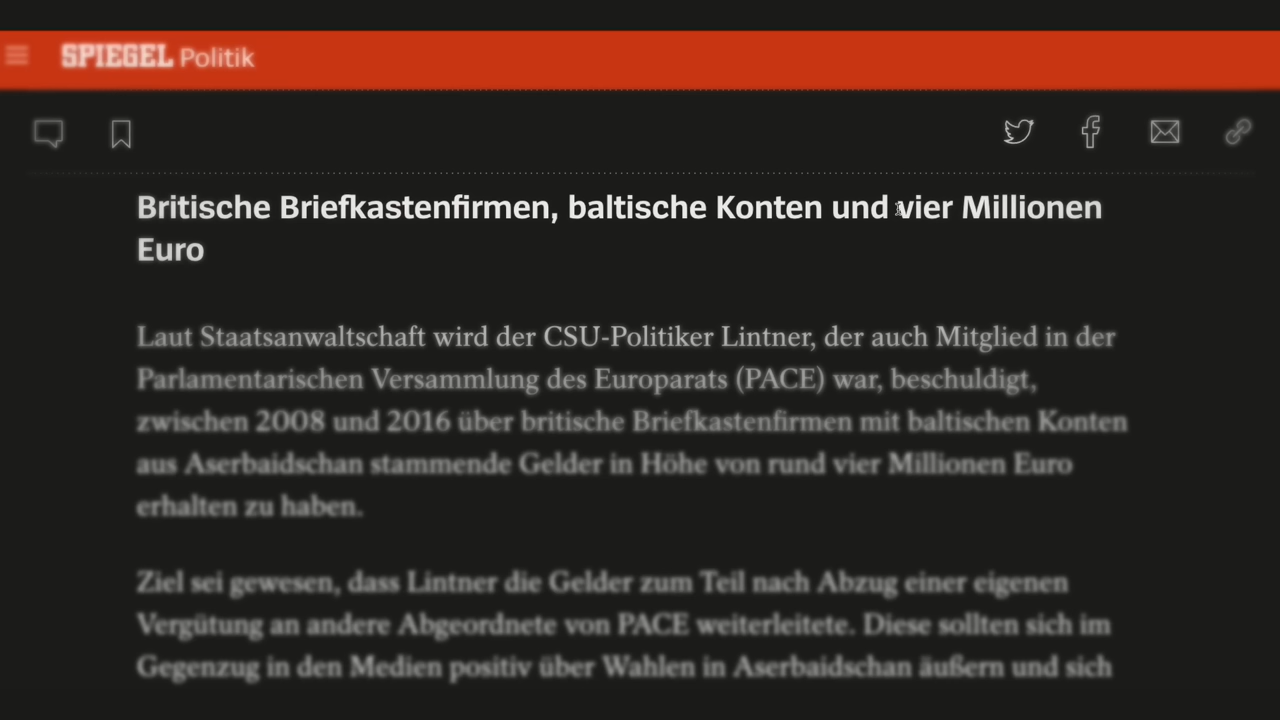 SPIEGEL Politik
Britische Briefkastenfirmen, baltische Konten und vier Millionen
Euro
Laut Staatsanwaltschaft wird der CSU-Politiker Lintner, der auch Mitglied in der
Parlamentarischen Versammlung des Europarats (PACE) war, beschuldigt,
zwischen 2008 und 2016 über britische Briefkastenfirmen mit baltischen Konten
aus Aserbaidschan stammende Gelder in Höhe von rund vier Millionen Euro
erhalten zu haben.
Ziel sei gewesen, dass Lintner die Gelder zum Teil nach Abzug einer eigenen
Vergütung an andere Abgeordnete von PACE weiterleitete. Diese sollten sich im
Gegenzug in den Medien positiv über Wahlen in Aserbaidschan äußern und sich